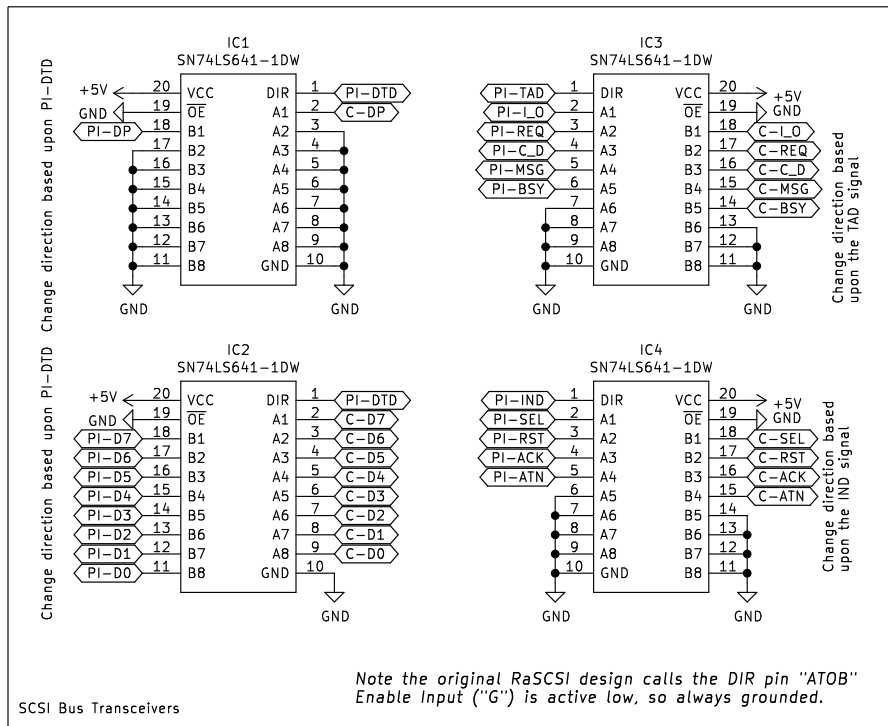 IC1
SN74LS641-1DW
+5V
20 VCC DIR 1 PI-DTD
GND 19 OE A1 2 C-DP
PI-DP 18 B1 A2 3
17 B2 A3 4
16 B3 A4 5
15 B4 A5 6
14 B5 A6 7
13 B6 A7 8
12 B7 A8 9
11 B8 GND 10
GND GND
Change direction based upon PI-DTD
IC3
SN74LS641-1DW
PI-TAD 1 DIR VCC 20 +5V
PI-I_O 2 A1 OE 19 GND
PI-REQ 3 A2 B1 18 C-I_O
PI-C_D 4 A3 B2 17 C-REQ
PI-MSG 5 A4 B3 16 C-C_D
PI-BSY 6 A5 B4 15 C-MSG
7 A6 B5 14 C-BSY
8 A7 B6 13
9 A8 B7 12
10 GND B8 11
GND GND
Change direction based
upon the TAD signal
IC2
SN74LS641-1DW
+5V 20 VCC DIR 1 PI-DTD
GND 19 OE A1 2 C-D7
PI-D7 18 B1 A2 3 C-D6
PI-D6 17 B2 A3 4 C-D5
PI-D5 16 B3 A4 5 C-D4
PI-D4 15 B4 A5 6 C-D3
PI-D3 14 B5 A6 7 C-D2
PI-D2 13 B6 A7 8 C-D1
PI-D1 12 B7 A8 9 C-D0
PI-D0 11 B8 GND 10
GND
Change direction based upon PI-DTD
IC4
SN74LS641-1DW
PI-IND 1 DIR VCC 20 +5V
PI-SEL 2 A1 OE 19 GND
PI-RST 3 A2 B1 18 C-SEL
PI-ACK 4 A3 B2 17 C-RST
PI-ATN 5 A4 B3 16 C-ACK
6 A5 B4 15 C-ATN
7 A6 B5 14
8 A7 B6 13
9 A8 B7 12
10 GND B8 11
GND GND
Change direction based
upon the IND signal
Note the original RaSCSI design calls the DIR pin "ATOB"
Enable Input ("G") is active low, so always grounded.
SCSI Bus Transceivers